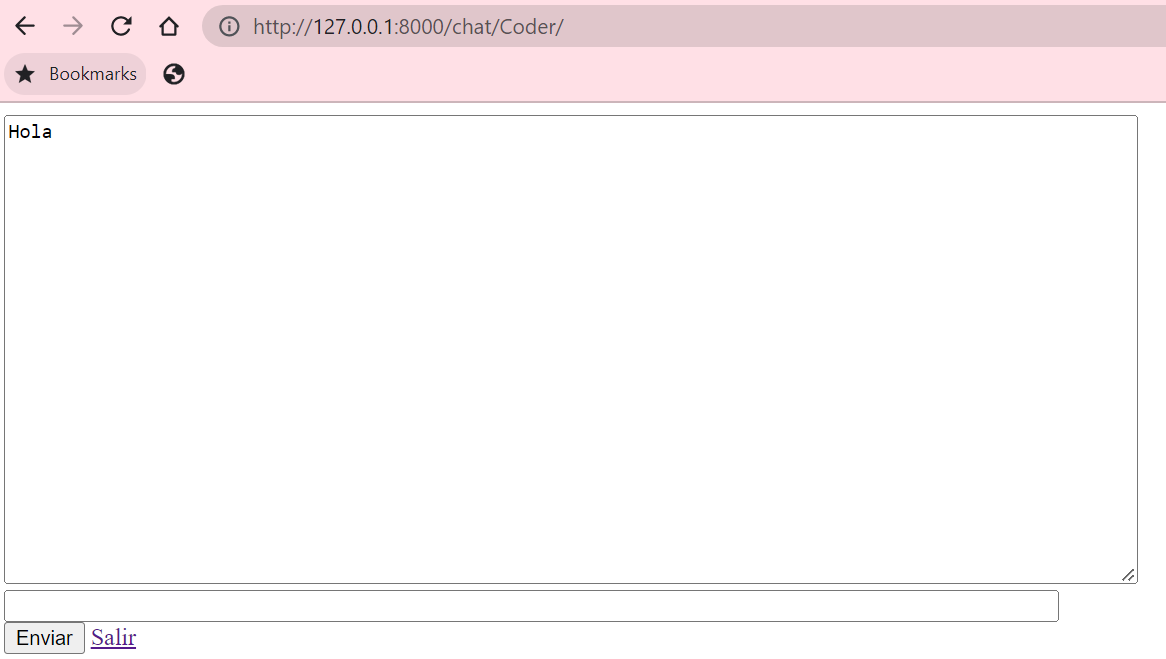 http://127.0.0.1:8000/chat/Coder/
Bookmarks
Hola
Enviar Salir